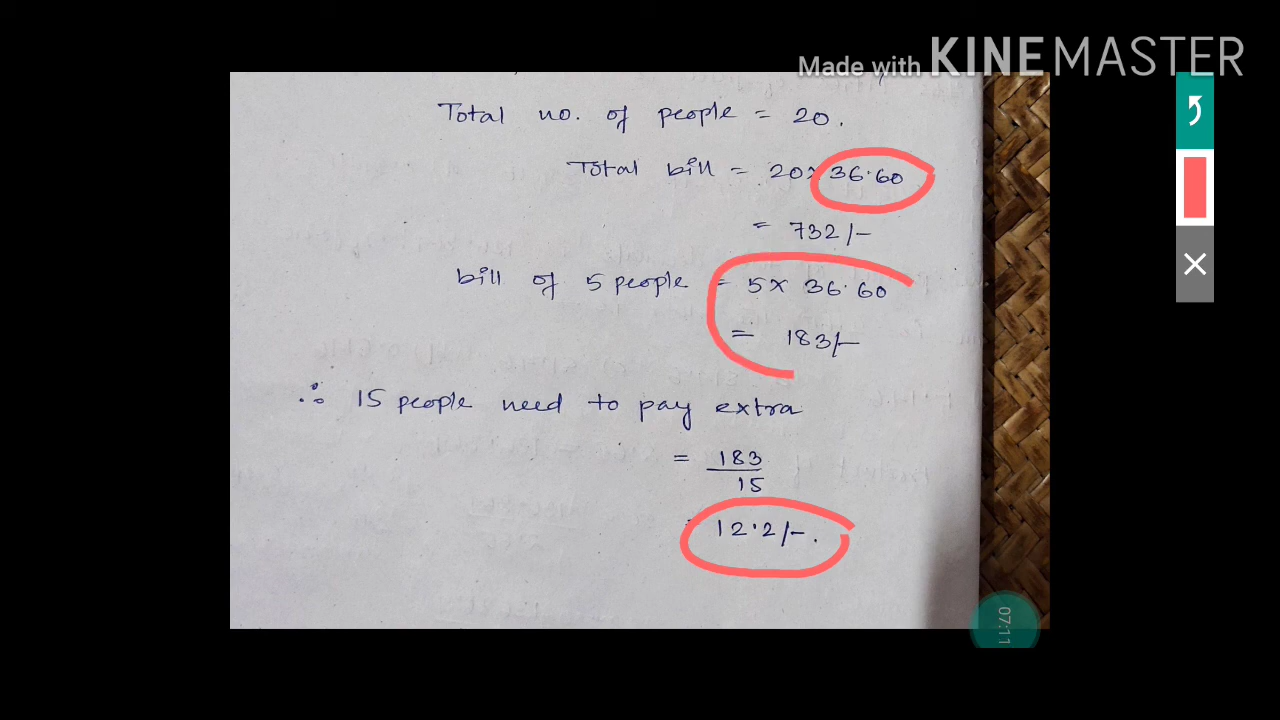 Made with KINEMASTER
Total no. of people = 20.
Total bill = 20 x 36.60
= 732/-
bill of 5 people = 5 x 36.60
= 183/-
∴ 15 people need to pay extra
= 183
15
= 12.2/-.
07:11